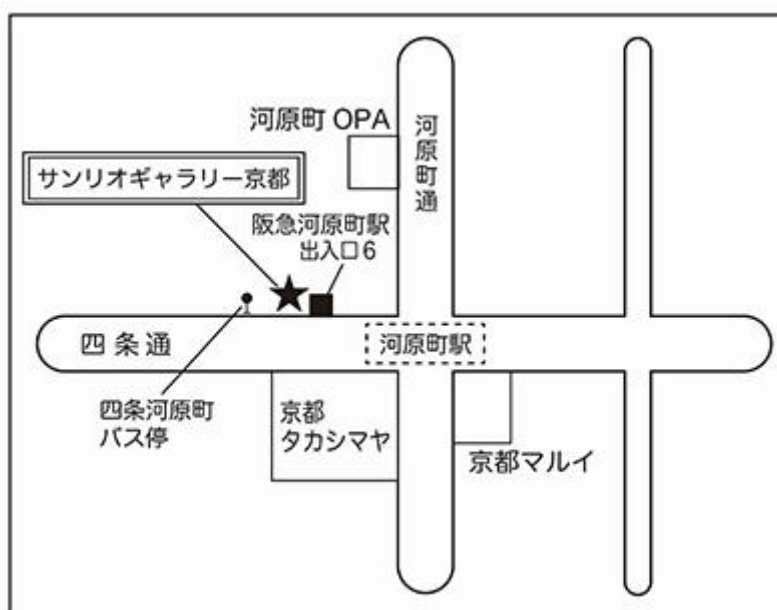 河原町 OPA
河原町通
サンリオギャラリー京都
阪急河原町駅
出入口6
四条通
河原町駅
四条河原町
バス停
京都
タカシマヤ
京都マルイ